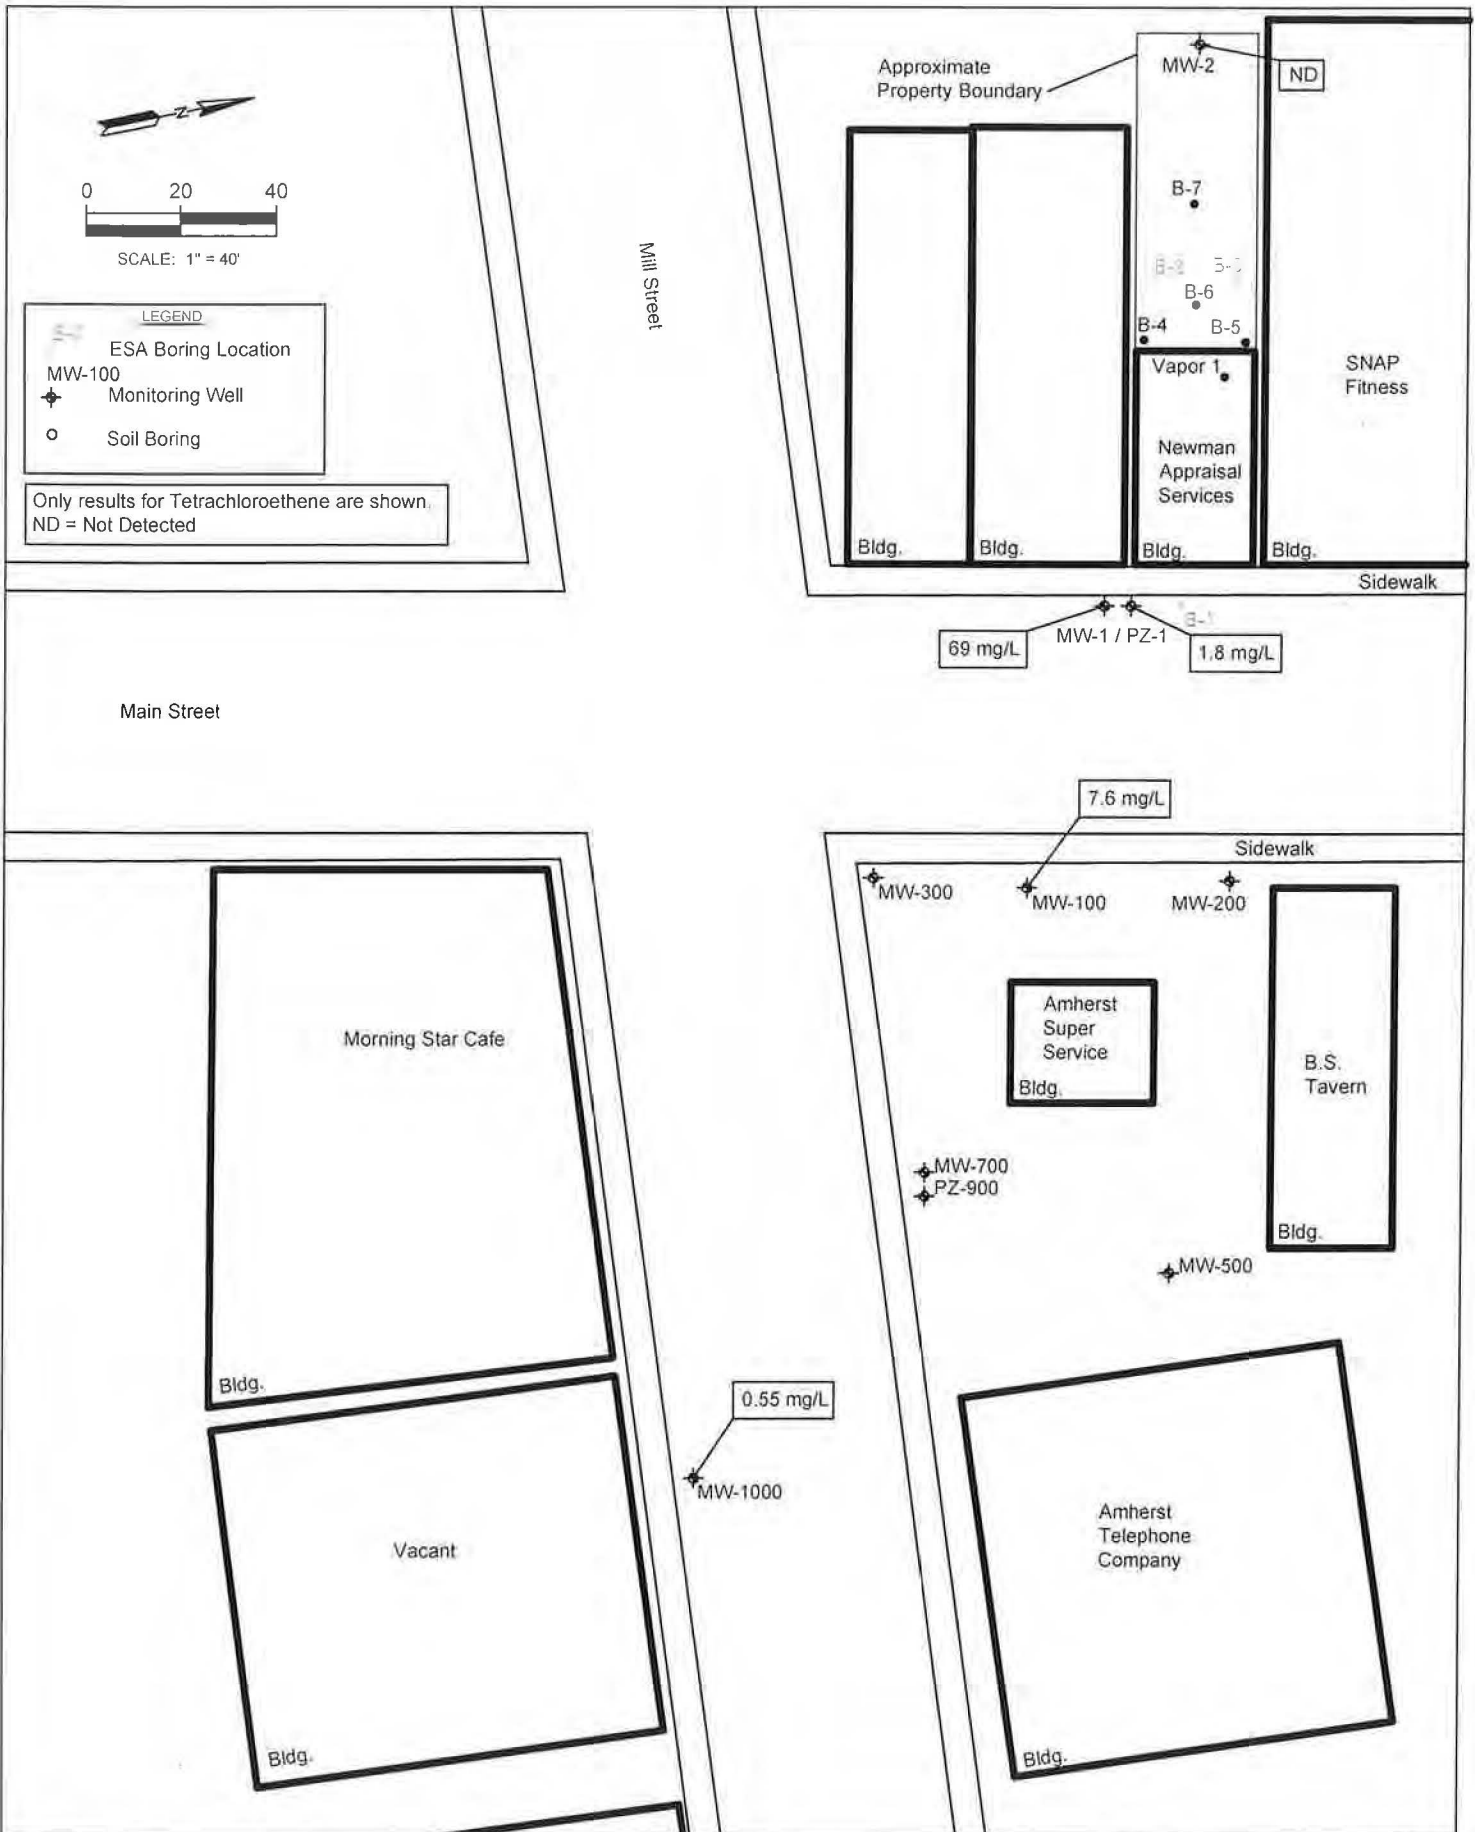 Approximate
Property Boundary
MW-2
ND
N
0 20 40
SCALE: 1" = 40'
B-7
B-6
B-4
B-5
Vapor 1
Mill Street
LEGEND
ESA Boring Location
MW-100
Monitoring Well
Soil Boring
SNAP
Fitness
Newman
Appraisal
Services
Only results for Tetrachloroethene are shown.
ND = Not Detected
Bldg.
Bldg.
Bldg.
Bldg.
Sidewalk
69 mg/L
MW-1 / PZ-1
B-1
1.8 mg/L
Main Street
7.6 mg/L
Sidewalk
MW-300
MW-100
MW-200
Amherst
Super
Service
Bldg.
Morning Star Cafe
B.S.
Tavern
Bldg.
MW-700
PZ-900
MW-500
Bldg.
0.55 mg/L
MW-1000
Vacant
Bldg.
Amherst
Telephone
Company
Bldg.